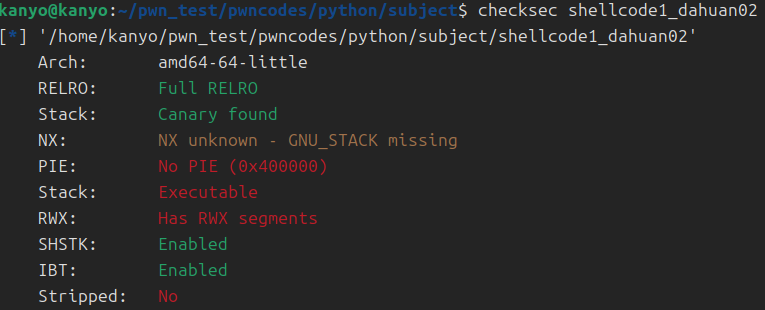 kanyo@kanyo:~/pwn_test/pwncodes/python/subject$ checksec shellcode1_dahuan02
[*] '/home/kanyo/pwn_test/pwncodes/python/subject/shellcode1_dahuan02'
Arch: amd64-64-little
RELRO: Full RELRO
Stack: Canary found
NX: NX unknown - GNU_STACK missing
PIE: No PIE (0x400000)
Stack: Executable
RWX: Has RWX segments
SHSTK: Enabled
IBT: Enabled
Stripped: No